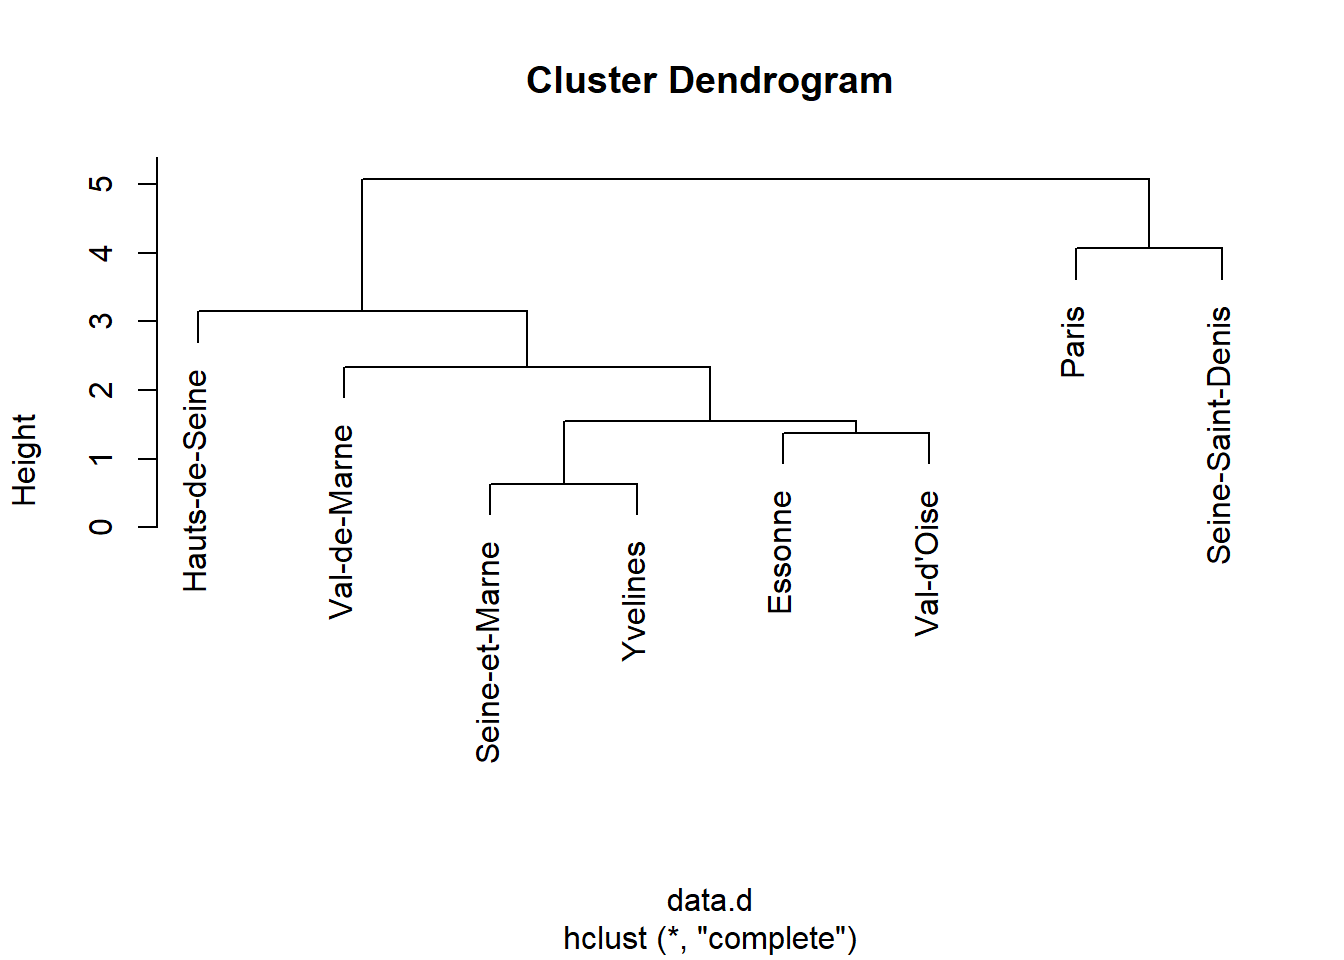 Cluster Dendrogram
Height
5
4
3
2
1
0
Hauts-de-Seine
Val-de-Marne
Seine-et-Marne
Yvelines
Essonne
Val-d'Oise
Paris
Seine-Saint-Denis
data.d
hclust (*, "complete")